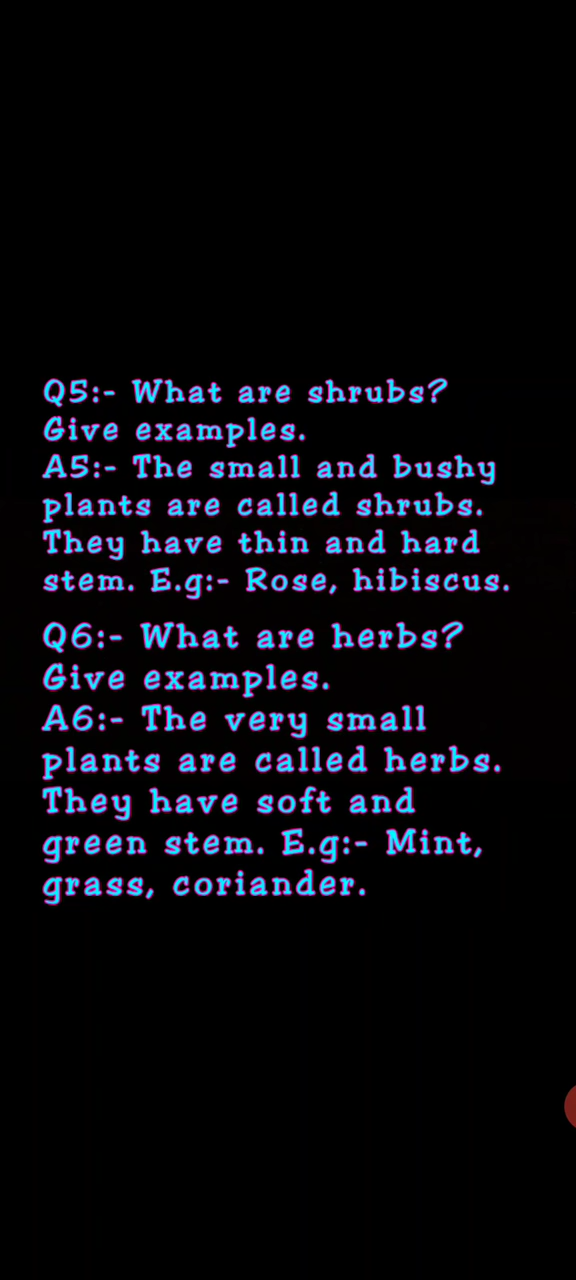 Q5:- What are shrubs?
Give examples.
A5:- The small and bushy
plants are called shrubs.
They have thin and hard
stem. E.g:- Rose, hibiscus.
Q6:- What are herbs?
Give examples.
A6:- The very small
plants are called herbs.
They have soft and
green stem. E.g:- Mint,
grass, coriander.